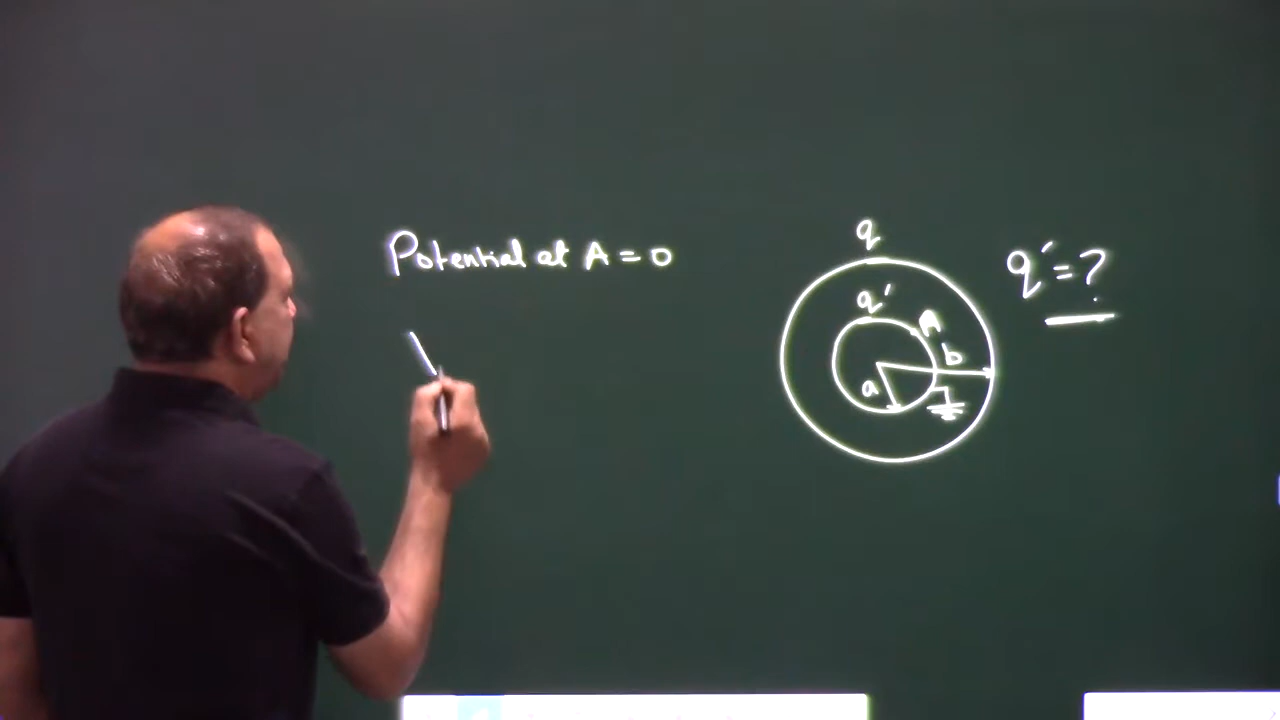 Potential at A = 0
q
q' = ?
q'
A
b
a